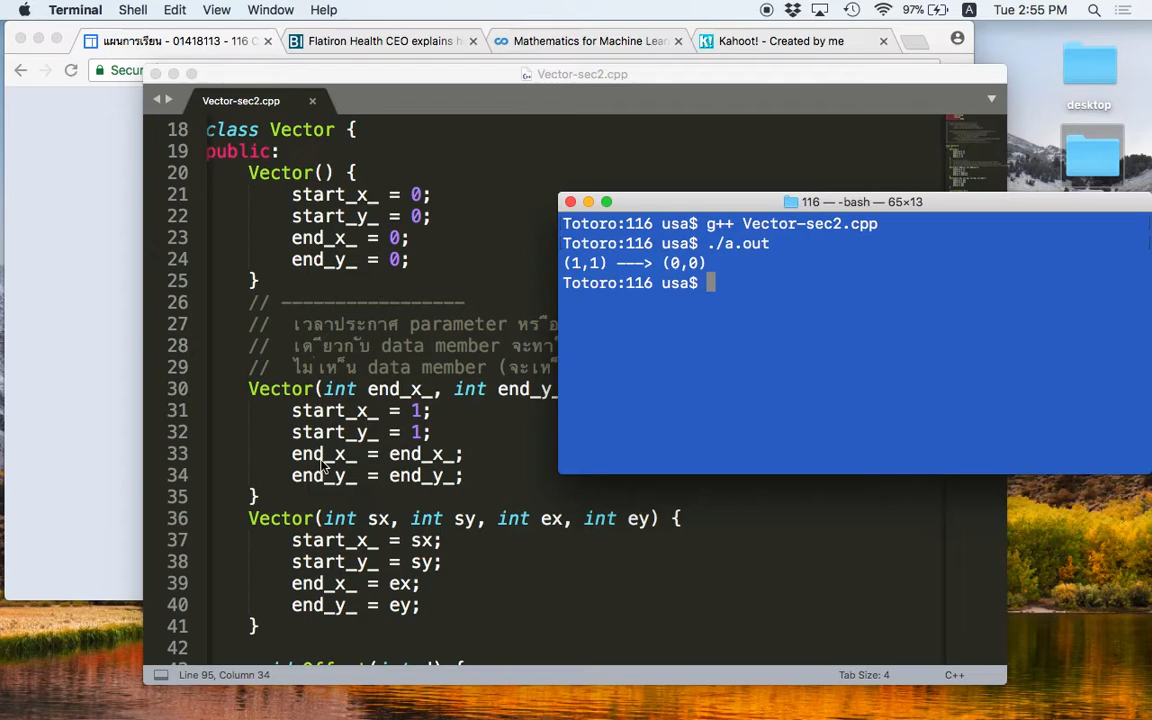 Terminal Shell Edit View Window Help
97% A Tue 2:55 PM
แผนการเรียน - 01418113 - 116 C
Flatiron Health CEO explains h
Mathematics for Machine Lear
Kahoot! - Created by me
Secur
desktop
Vector-sec2.cpp
Vector-sec2.cpp
18 class Vector {
19 public:
20 Vector() {
21 start_x_ = 0;
22 start_y_ = 0;
23 end_x_ = 0;
24 end_y_ = 0;
25 }
26 // -----------------
27 // เวลาประกาศ parameter หรือ
28 // เดียวกับ data member จะทำใ
29 // ไม่เห็น data member (จะเห็
30 Vector(int end_x_, int end_y_
31 start_x_ = 1;
32 start_y_ = 1;
33 end_x_ = end_x_;
34 end_y_ = end_y_;
35 }
36 Vector(int sx, int sy, int ex, int ey) {
37 start_x_ = sx;
38 start_y_ = sy;
39 end_x_ = ex;
40 end_y_ = ey;
41 }
42
Line 95, Column 34
Tab Size: 4
C++
116 — -bash — 65×13
Totoro:116 usa$ g++ Vector-sec2.cpp
Totoro:116 usa$ ./a.out
(1,1) ---> (0,0)
Totoro:116 usa$